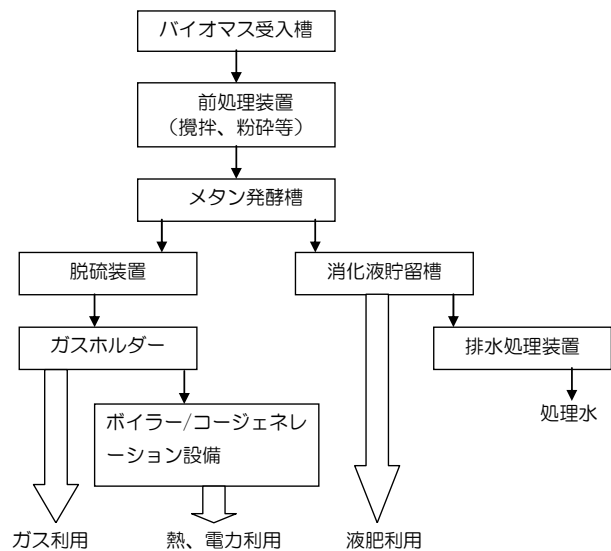 バイオマス受入槽
前処理装置
（攪拌、粉砕等）
メタン発酵槽
脱硫装置
消化液貯留槽
ガスホルダー
排水処理装置
ボイラー/コージェネレ
ーション設備
処理水
ガス利用
熱、電力利用
液肥利用